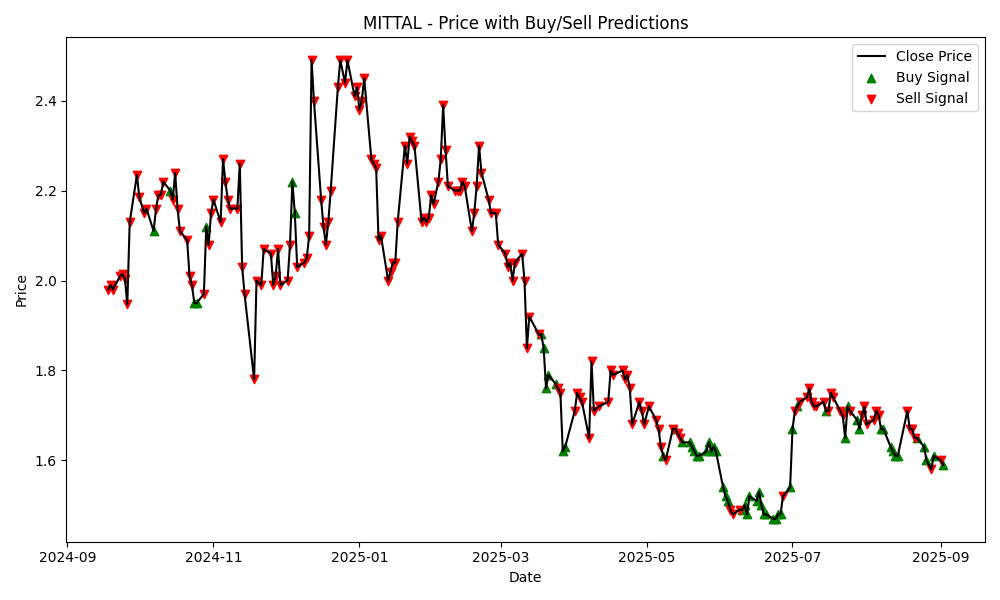 MITTAL - Price with Buy/Sell Predictions
Close Price
Buy Signal
Sell Signal
Price
2.4
2.2
2.0
1.8
1.6
2024-09
2024-11
2025-01
2025-03
2025-05
2025-07
2025-09
Date